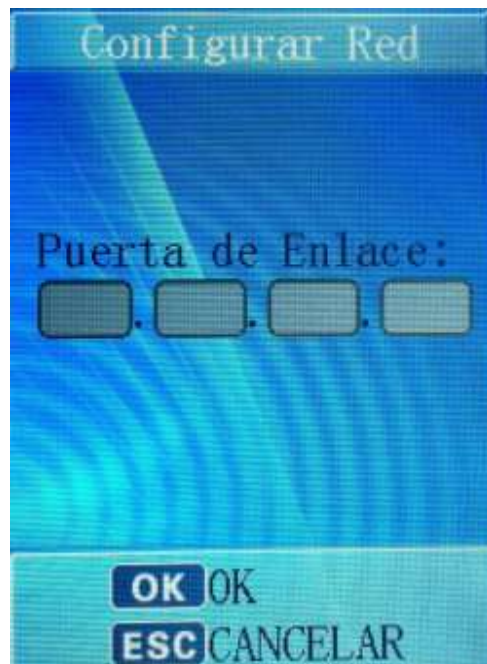 Configurar Red
Puerta de Enlace:
. . .
OK OK
ESC CANCELAR